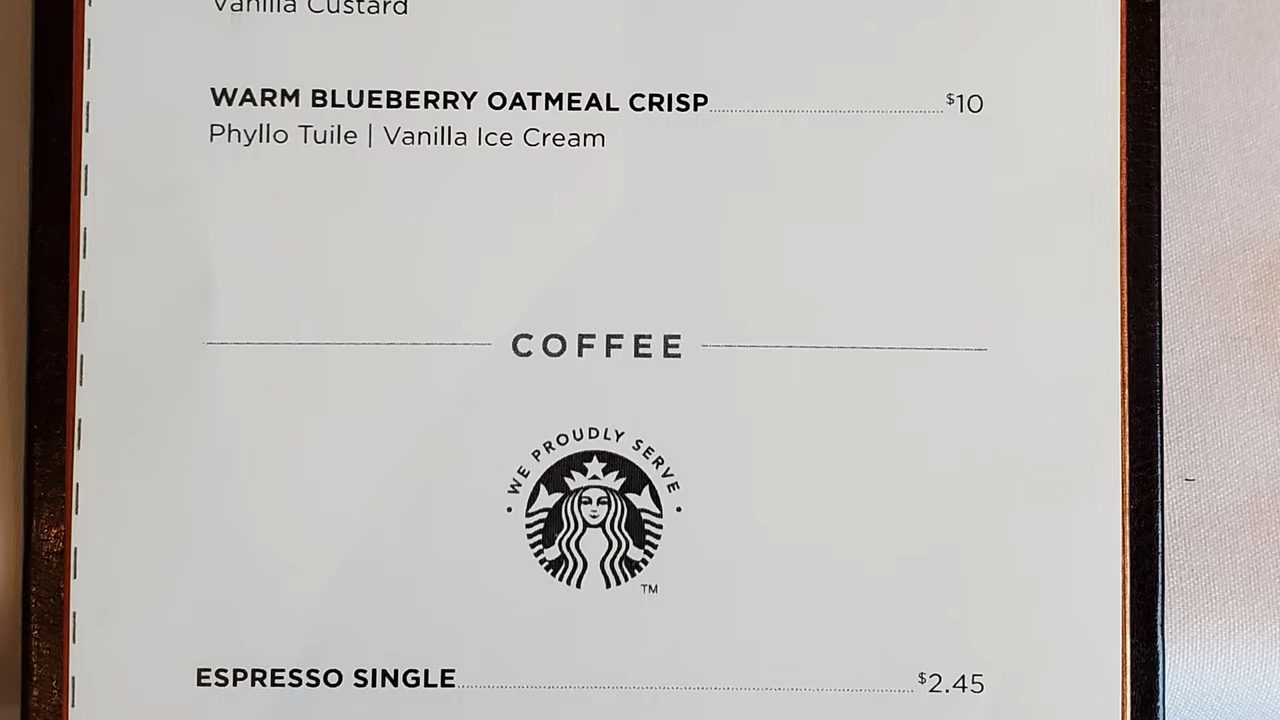 Vanilla Custard
WARM BLUEBERRY OATMEAL CRISP $10
Phyllo Tuile | Vanilla Ice Cream
COFFEE
• WE PROUDLY SERVE •
TM
ESPRESSO SINGLE $2.45